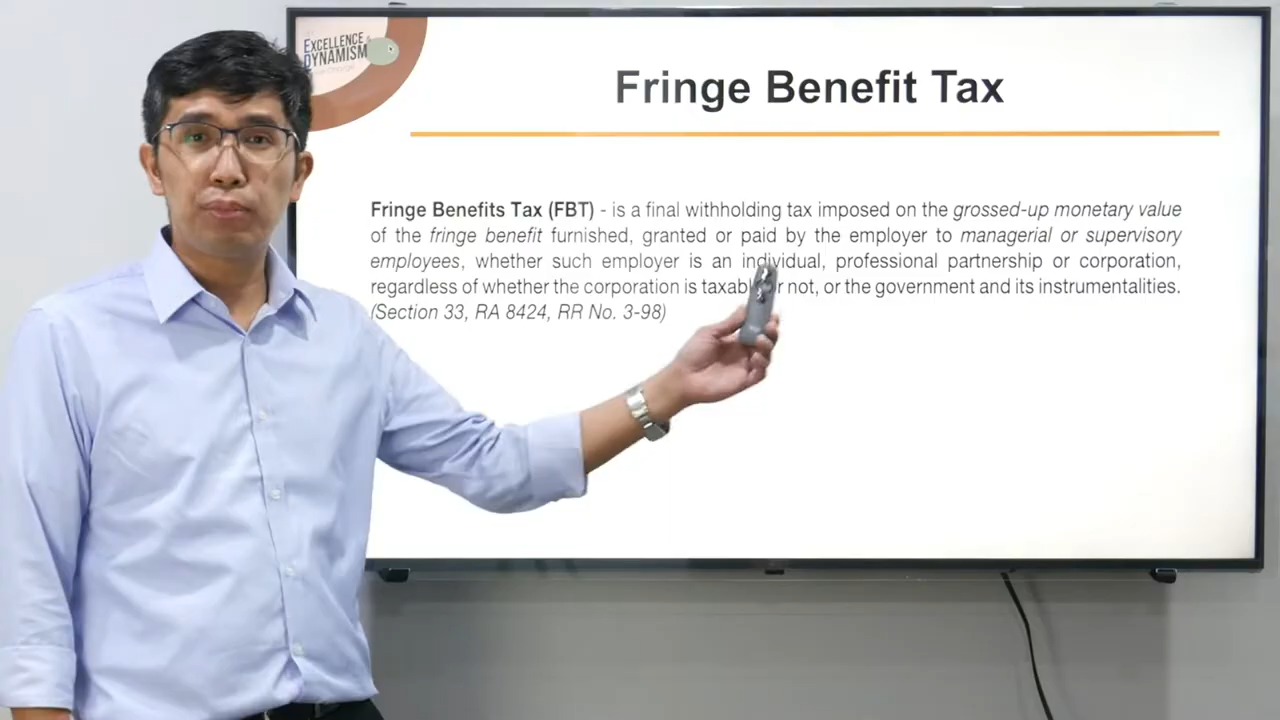 EXCELLENCE
DYNAMISM
Fringe Benefit Tax
Fringe Benefits Tax (FBT) - is a final withholding tax imposed on the grossed-up monetary value
of the fringe benefit furnished, granted or paid by the employer to managerial or supervisory
employees, whether such employer is an individual, professional partnership or corporation,
regardless of whether the corporation is taxable or not, or the government and its instrumentalities.
(Section 33, RA 8424, RR No. 3-98)